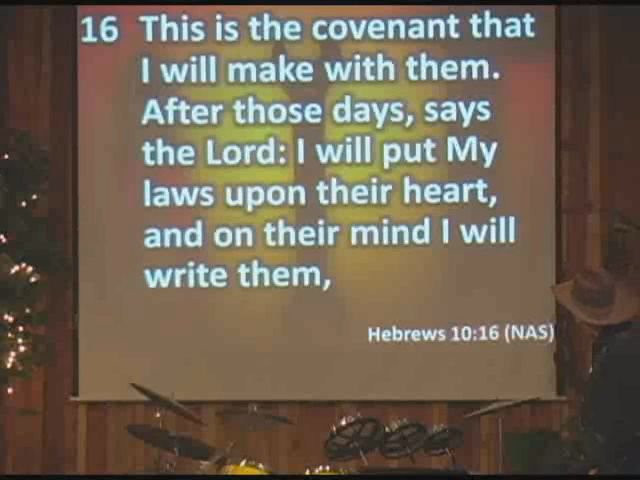 16 This is the covenant that
I will make with them.
After those days, says
the Lord: I will put My
laws upon their heart,
and on their mind I will
write them,
Hebrews 10:16 (NAS)